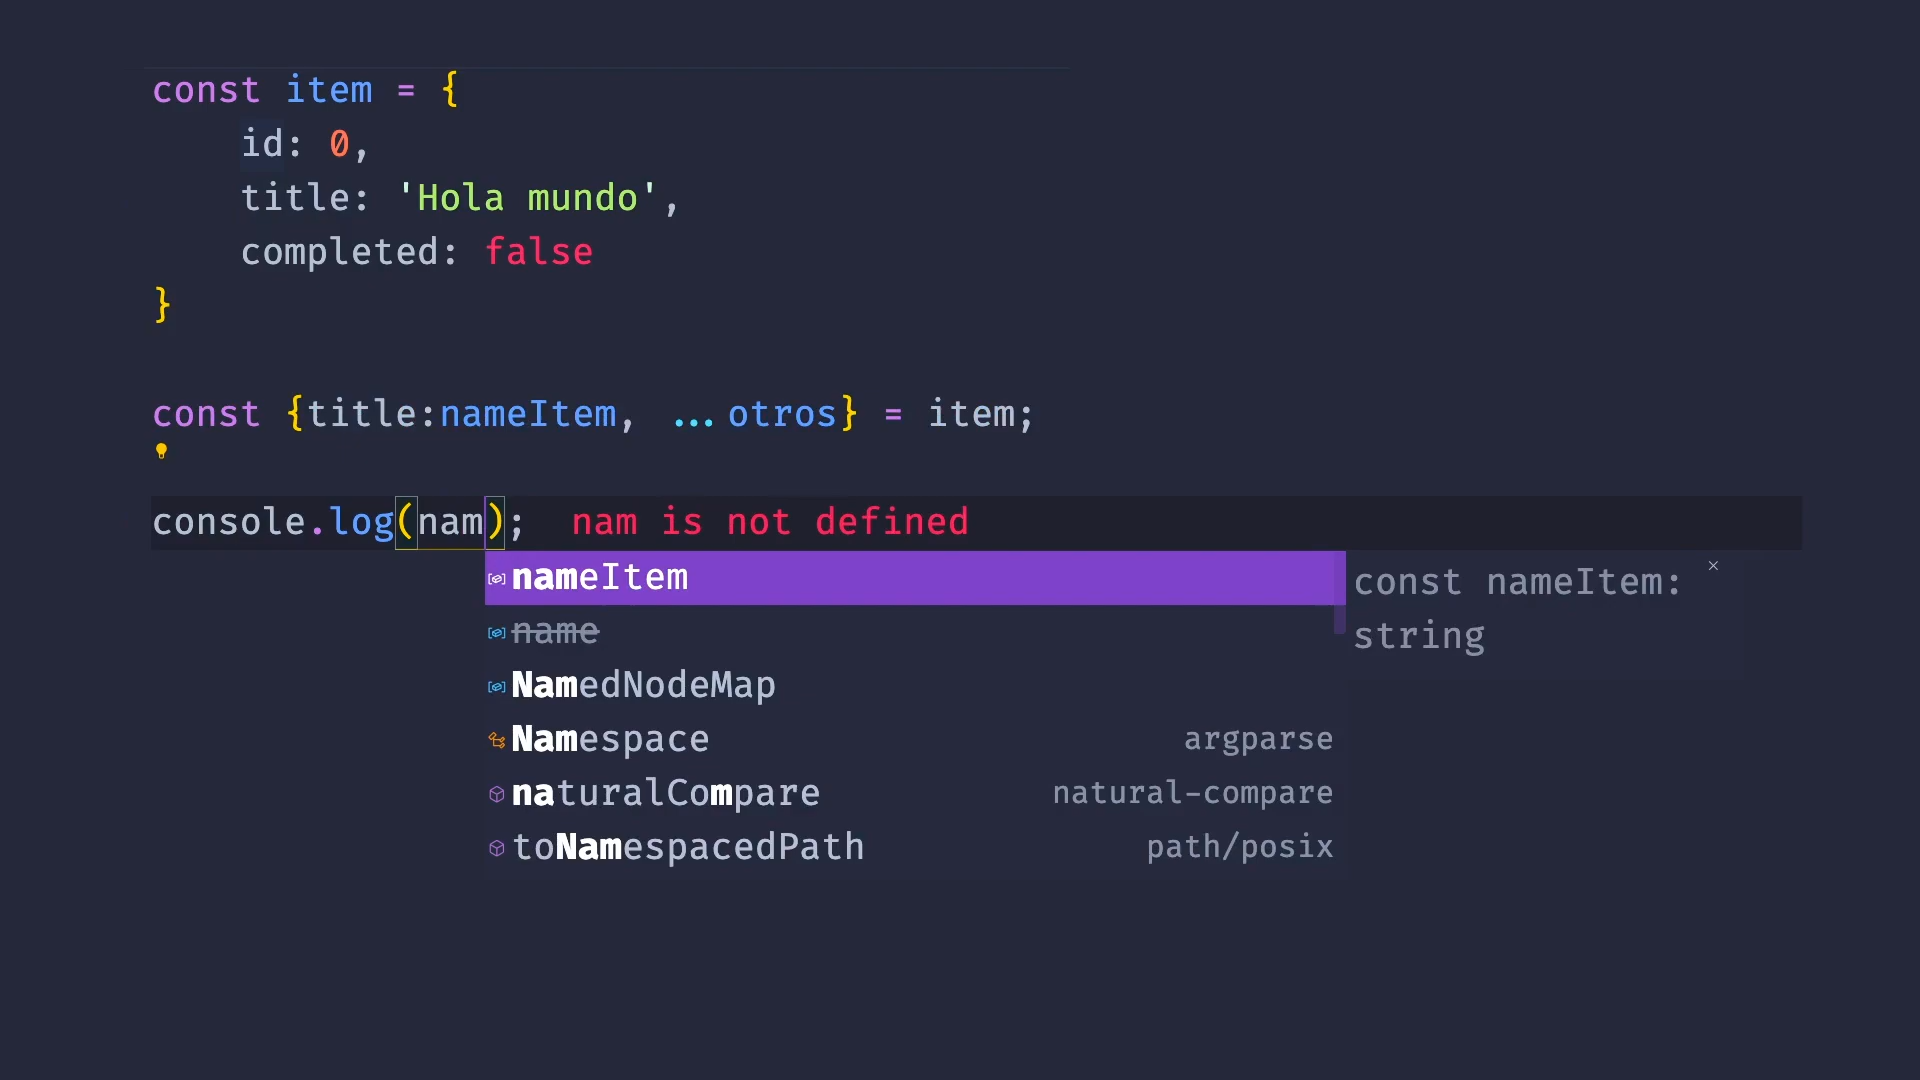 const item = {
id: 0,
title: 'Hola mundo',
completed: false
}
const {title:nameItem, ...otros} = item;
console.log(nam); nam is not defined
nameItem
const nameItem:
string
name
NamedNodeMap
Namespace argparse
naturalCompare natural-compare
toNamespacedPath path/posix